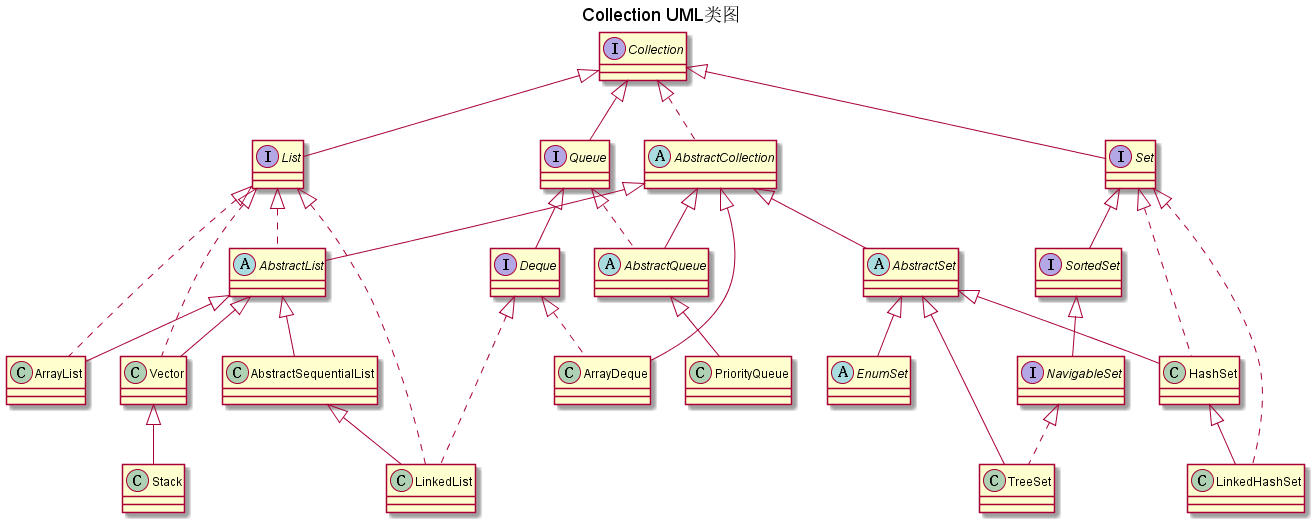 Collection UML类图
I Collection
I List
I Queue
A AbstractCollection
I Set
A AbstractList
I Deque
A AbstractQueue
A AbstractSet
I SortedSet
C ArrayList
C Vector
C AbstractSequentialList
C ArrayDeque
C PriorityQueue
A EnumSet
I NavigableSet
C HashSet
C Stack
C LinkedList
C TreeSet
C LinkedHashSet